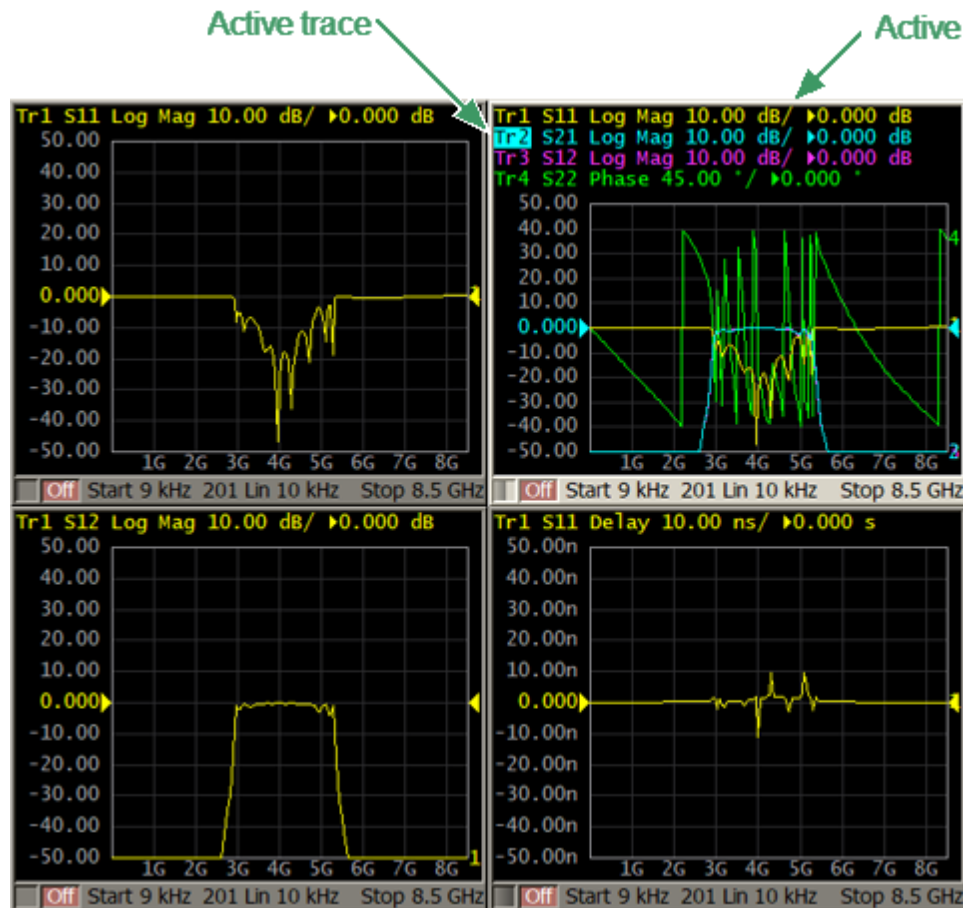 Active trace
Active
Tr1 S11 Log Mag 10.00 dB/ ▶0.000 dB
50.00
40.00
30.00
20.00
10.00
0.000
-10.00
-20.00
-30.00
-40.00
-50.00
1G 2G 3G 4G 5G 6G 7G 8G
Off Start 9 kHz 201 Lin 10 kHz Stop 8.5 GHz
Tr1 S11 Log Mag 10.00 dB/ ▶0.000 dB
Tr2 S21 Log Mag 10.00 dB/ ▶0.000 dB
Tr3 S12 Log Mag 10.00 dB/ ▶0.000 dB
Tr4 S22 Phase 45.00 °/ ▶0.000 °
50.00
40.00
30.00
20.00
10.00
0.000
-10.00
-20.00
-30.00
-40.00
-50.00
4
2
1G 2G 3G 4G 5G 6G 7G 8G
Off Start 9 kHz 201 Lin 10 kHz Stop 8.5 GHz
Tr1 S12 Log Mag 10.00 dB/ ▶0.000 dB
50.00
40.00
30.00
20.00
10.00
0.000
-10.00
-20.00
-30.00
-40.00
-50.00
1
1G 2G 3G 4G 5G 6G 7G 8G
Off Start 9 kHz 201 Lin 10 kHz Stop 8.5 GHz
Tr1 S11 Delay 10.00 ns/ ▶0.000 s
50.00n
40.00n
30.00n
20.00n
10.00n
0.000
-10.00n
-20.00n
-30.00n
-40.00n
-50.00n
1G 2G 3G 4G 5G 6G 7G 8G
Off Start 9 kHz 201 Lin 10 kHz Stop 8.5 GHz